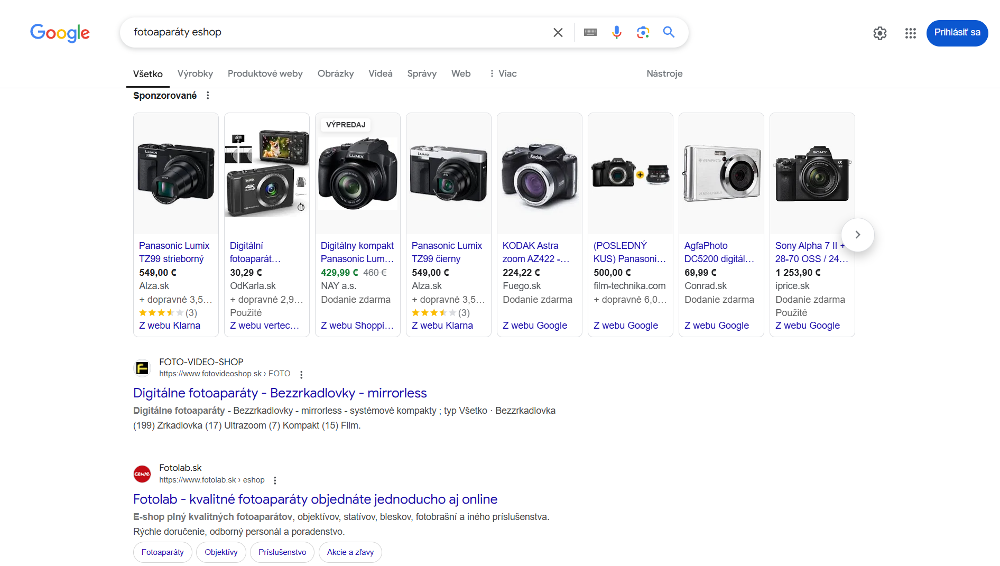 Google
fotoaparáty eshop
Prihlásiť sa
Všetko
Výrobky
Produktové weby
Obrázky
Videá
Správy
Web
Viac
Nástroje
Sponzorované
Panasonic Lumix
TZ99 strieborný
549,00 €
Alza.sk
+ dopravné 3,5...
(3)
Z webu Klarna
Digitální
fotoaparát...
30,29 €
OdKarla.sk
+ dopravné 2,9...
Použité
Z webu vertec...
VÝPREDAJ
Digitálny kompakt
Panasonic Lum...
429,99 € 460 €
NAY a.s.
Dodanie zdarma
Z webu Shoppi...
Panasonic Lumix
TZ99 čierny
549,00 €
Alza.sk
+ dopravné 3,5...
(3)
Z webu Klarna
KODAK Astra
zoom AZ422 -...
224,22 €
Fuego.sk
Dodanie zdarma
Z webu Google
(POSLEDNÝ
KUS) Panasoni...
500,00 €
film-technika.com
+ dopravné 6,0...
Z webu Google
AgfaPhoto
DC5200 digitál...
69,99 €
Conrad.sk
Dodanie zdarma
Z webu Google
Sony Alpha 7 II +
28-70 OSS / 24...
1 253,90 €
iprice.sk
Dodanie zdarma
Použité
Z webu Google
FOTO-VIDEO-SHOP
https://www.fotovideoshop.sk › FOTO
Digitálne fotoaparáty - Bezzrkadlovky - mirrorless
Digitálne fotoaparáty - Bezzrkadlovky - mirrorless - systémové kompakty ; typ Všetko · Bezzrkadlovka
(199) Zrkadlovka (17) Ultrazoom (7) Kompakt (15) Film.
cewe
Fotolab.sk
https://www.fotolab.sk › eshop
Fotolab - kvalitné fotoaparáty objednáte jednoducho aj online
E-shop plný kvalitných fotoaparátov, objektívov, statívov, bleskov, fotobrašní a iného príslušenstva.
Rýchle doručenie, odborný personál a poradenstvo.
Fotoaparáty
Objektívy
Príslušenstvo
Akcie a zľavy